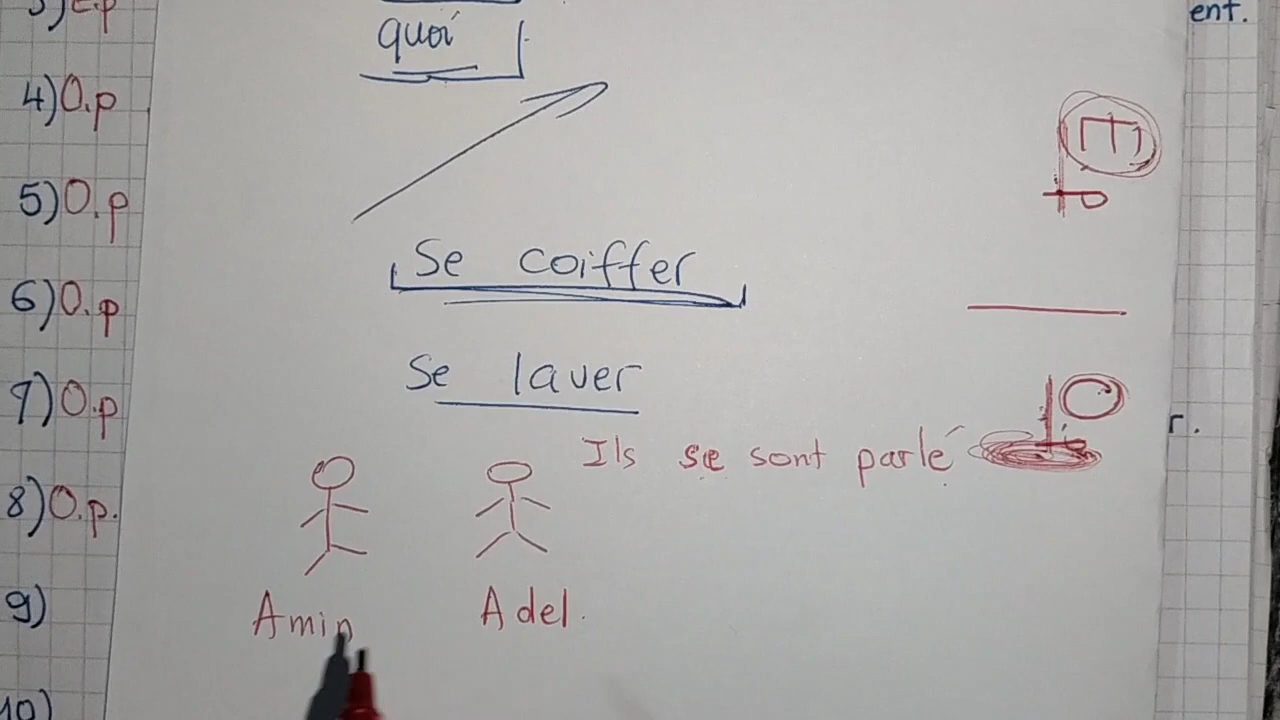 3) E.p
4) O.p
5) O.p
6) O.p
7) O.p
8) O.p.
9)
10)
quoi
Se coiffer
Se laver
Ils se sont parlé
Amin
Adel.
ent.
r.
E